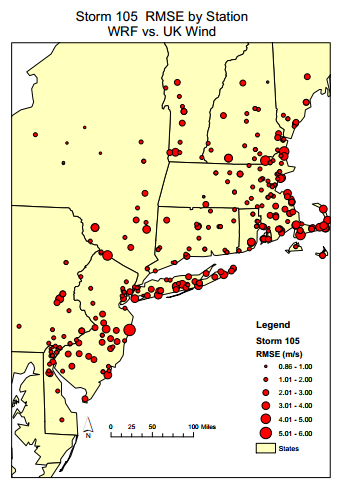 Storm 105 RMSE by Station
WRF vs. UK Wind
Legend
Storm 105
RMSE (m/s)
0.86 - 1.00
1.01 - 2.00
2.01 - 3.00
3.01 - 4.00
4.01 - 5.00
5.01 - 6.00
States
N
0 25 50 100 Miles